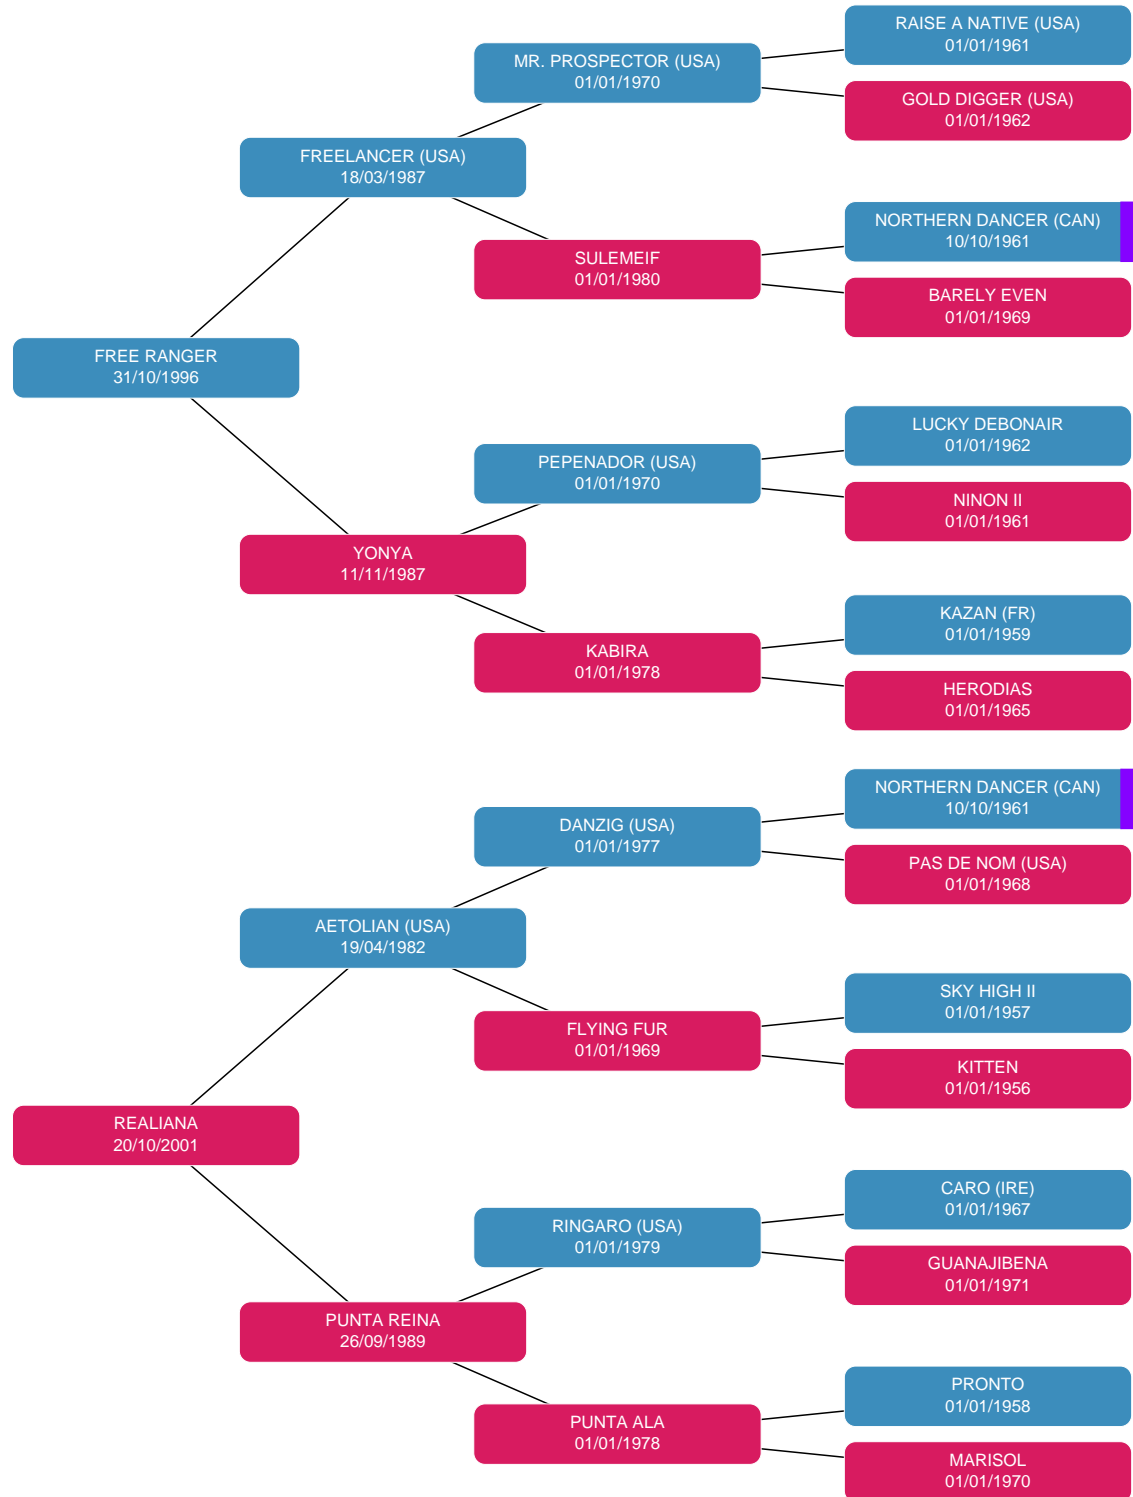 RAISE A NATIVE (USA)
01/01/1961
MR. PROSPECTOR (USA)
01/01/1970
GOLD DIGGER (USA)
01/01/1962
FREELANCER (USA)
18/03/1987
NORTHERN DANCER (CAN)
10/10/1961
SULEMEIF
01/01/1980
BARELY EVEN
01/01/1969
FREE RANGER
31/10/1996
LUCKY DEBONAIR
01/01/1962
PEPENADOR (USA)
01/01/1970
NINON II
01/01/1961
YONYA
11/11/1987
KAZAN (FR)
01/01/1959
KABIRA
01/01/1978
HERODIAS
01/01/1965
NORTHERN DANCER (CAN)
10/10/1961
DANZIG (USA)
01/01/1977
PAS DE NOM (USA)
01/01/1968
AETOLIAN (USA)
19/04/1982
SKY HIGH II
01/01/1957
FLYING FUR
01/01/1969
KITTEN
01/01/1956
REALIANA
20/10/2001
CARO (IRE)
01/01/1967
RINGARO (USA)
01/01/1979
GUANAJIBENA
01/01/1971
PUNTA REINA
26/09/1989
PRONTO
01/01/1958
PUNTA ALA
01/01/1978
MARISOL
01/01/1970